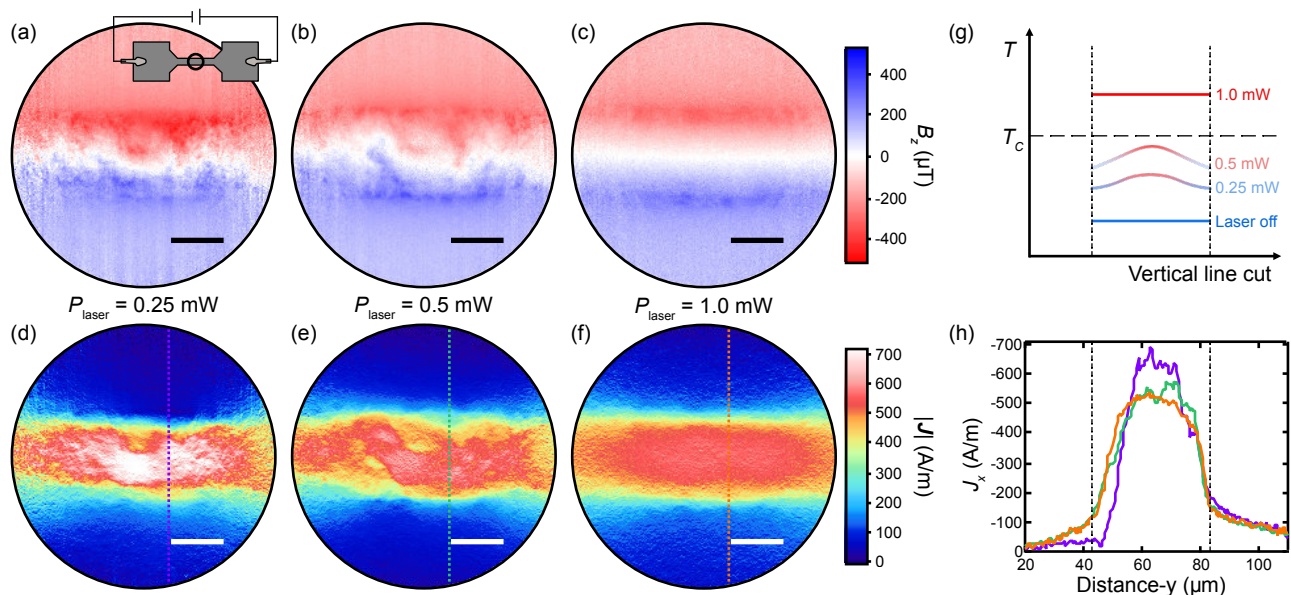 (a)
(b)
(c)
400
200
0
-200
-400
B_z (μT)
P_laser = 0.25 mW
P_laser = 0.5 mW
P_laser = 1.0 mW
(d)
(e)
(f)
700
600
500
400
300
200
100
0
|J| (A/m)
(g)
T
T_C
1.0 mW
0.5 mW
0.25 mW
Laser off
Vertical line cut
(h)
-700
-600
-500
-400
-300
-200
-100
0
J_x (A/m)
20 40 60 80 100
Distance-y (μm)